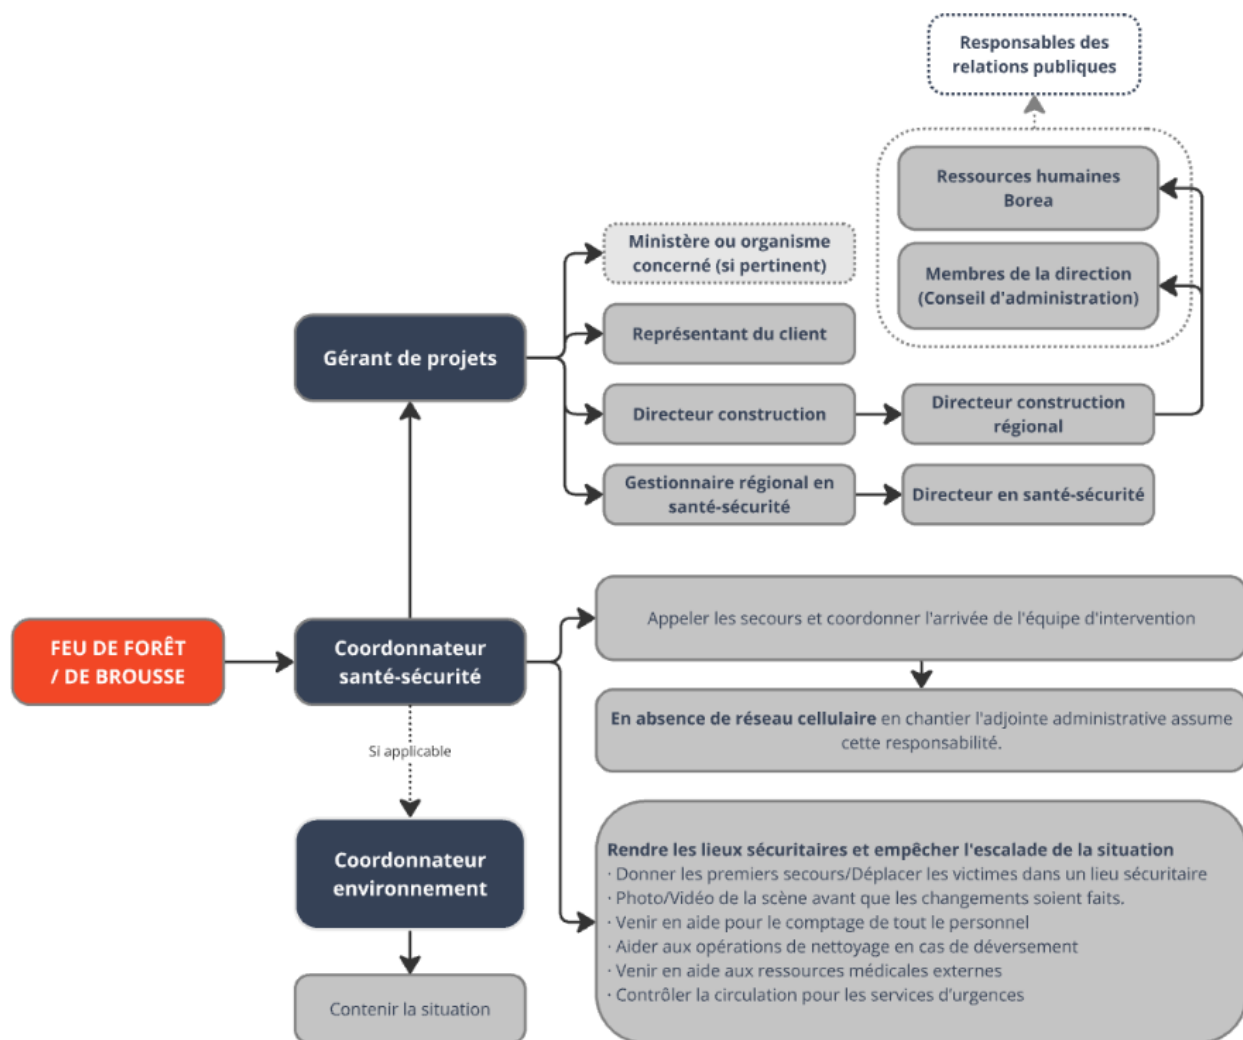 Responsables des
relations publiques
Ressources humaines
Borea
Membres de la direction
(Conseil d'administration)
Ministère ou organisme
concerné (si pertinent)
Représentant du client
Gérant de projets
Directeur construction
Directeur construction
régional
Gestionnaire régional en
santé-sécurité
Directeur en santé-sécurité
FEU DE FORÊT
/ DE BROUSSE
Coordonnateur
santé-sécurité
Appeler les secours et coordonner l'arrivée de l'équipe d'intervention
En absence de réseau cellulaire en chantier l'adjointe administrative assume
cette responsabilité.
Si applicable
Coordonnateur
environnement
Contenir la situation
Rendre les lieux sécuritaires et empêcher l'escalade de la situation
· Donner les premiers secours/Déplacer les victimes dans un lieu sécuritaire
· Photo/Vidéo de la scène avant que les changements soient faits.
· Venir en aide pour le comptage de tout le personnel
· Aider aux opérations de nettoyage en cas de déversement
· Venir en aide aux ressources médicales externes
· Contrôler la circulation pour les services d'urgences